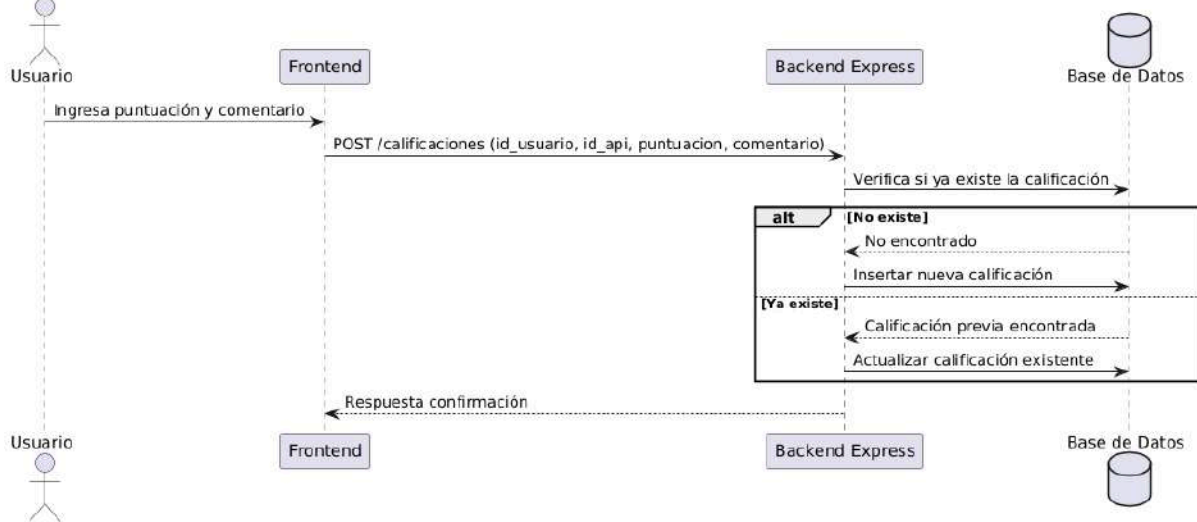 Usuario
Frontend
Backend Express
Base de Datos
Ingresa puntuación y comentario
POST /calificaciones (id_usuario, id_api, puntuacion, comentario)
Verifica si ya existe la calificación
alt
[No existe]
No encontrado
Insertar nueva calificación
[Ya existe]
Calificación previa encontrada
Actualizar calificación existente
Respuesta confirmación
Usuario
Frontend
Backend Express
Base de Datos